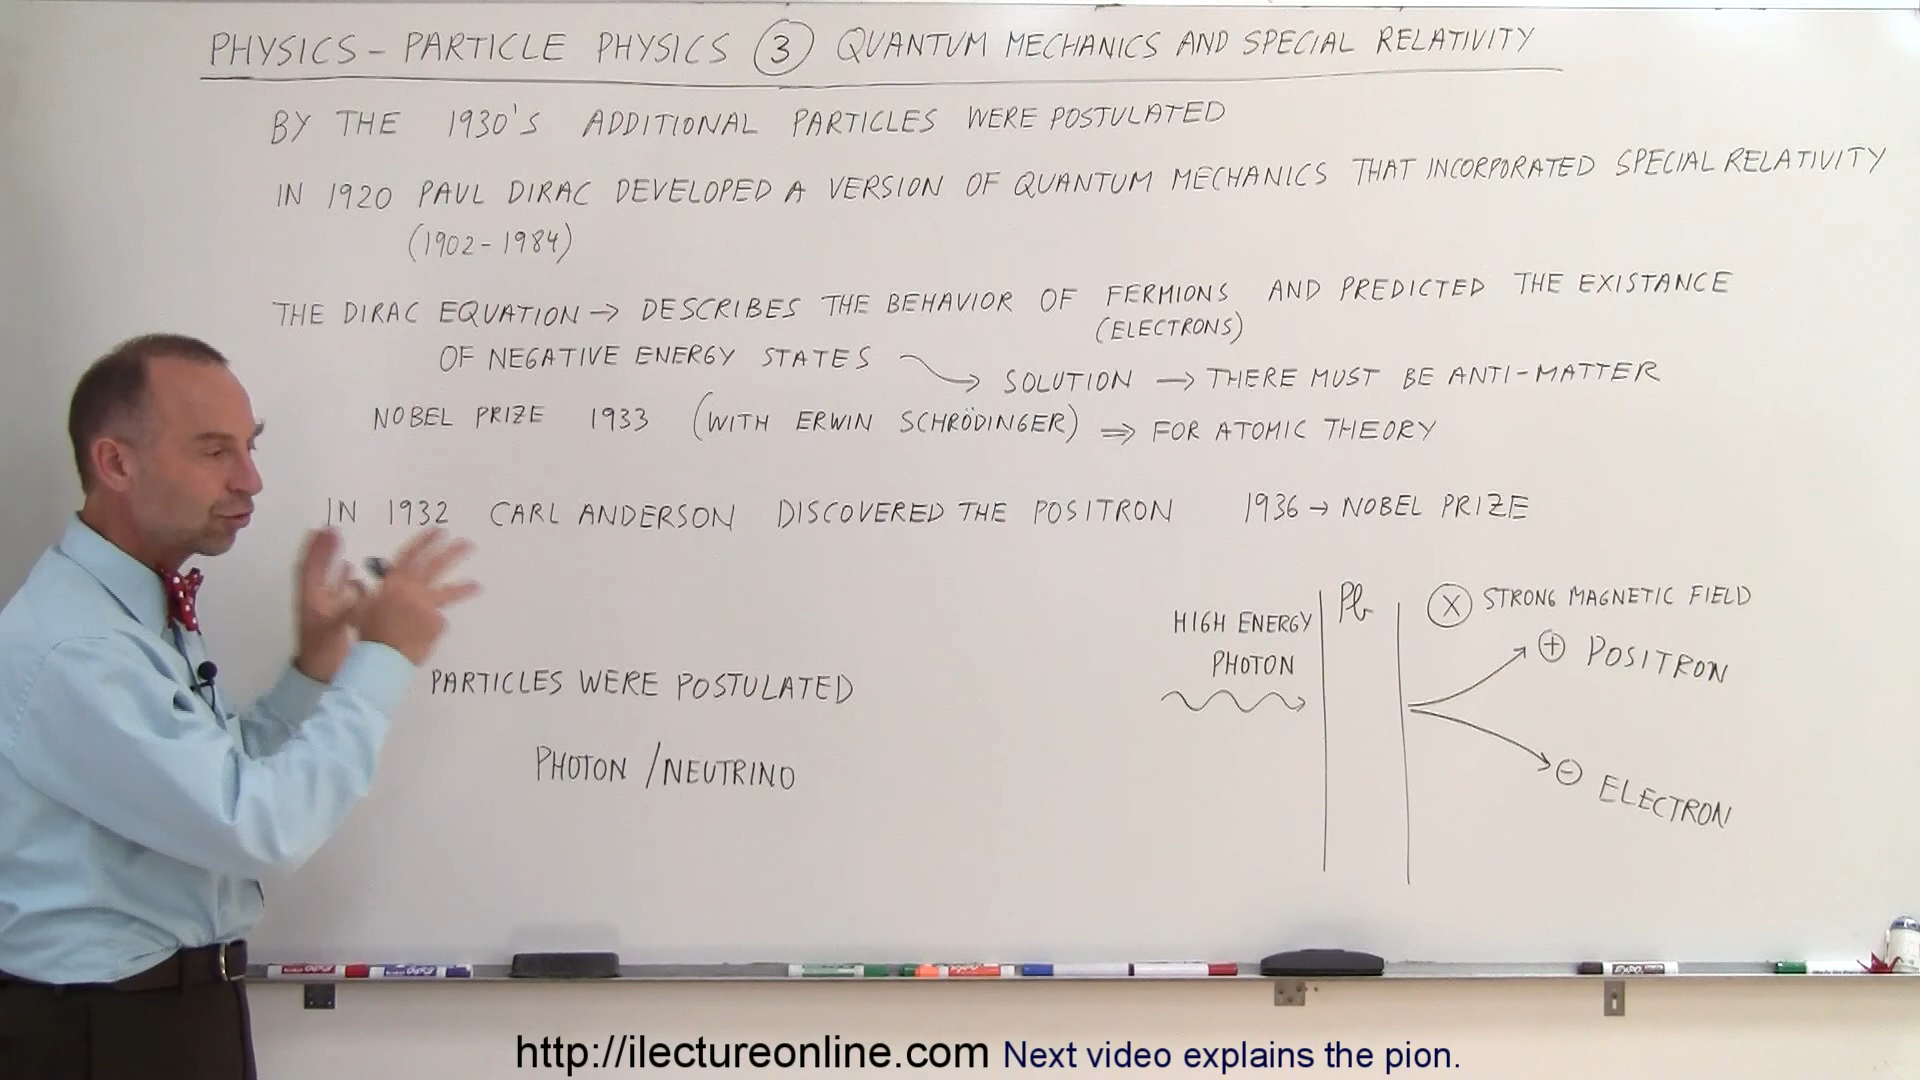 PHYSICS - PARTICLE PHYSICS ③ QUANTUM MECHANICS AND SPECIAL RELATIVITY
BY THE 1930'S ADDITIONAL PARTICLES WERE POSTULATED
IN 1920 PAUL DIRAC DEVELOPED A VERSION OF QUANTUM MECHANICS THAT INCORPORATED SPECIAL RELATIVITY
(1902 - 1984)
THE DIRAC EQUATION → DESCRIBES THE BEHAVIOR OF FERMIONS AND PREDICTED THE EXISTANCE
(ELECTRONS)
OF NEGATIVE ENERGY STATES → SOLUTION → THERE MUST BE ANTI-MATTER
NOBEL PRIZE 1933 (WITH ERWIN SCHRÖDINGER) ⇒ FOR ATOMIC THEORY
IN 1932 CARL ANDERSON DISCOVERED THE POSITRON 1936 → NOBEL PRIZE
HIGH ENERGY
PHOTON
Pb
Ⓧ STRONG MAGNETIC FIELD
⊕ POSITRON
⊖ ELECTRON
PARTICLES WERE POSTULATED
PHOTON / NEUTRINO
EXPO
http://ilectureonline.com Next video explains the pion.